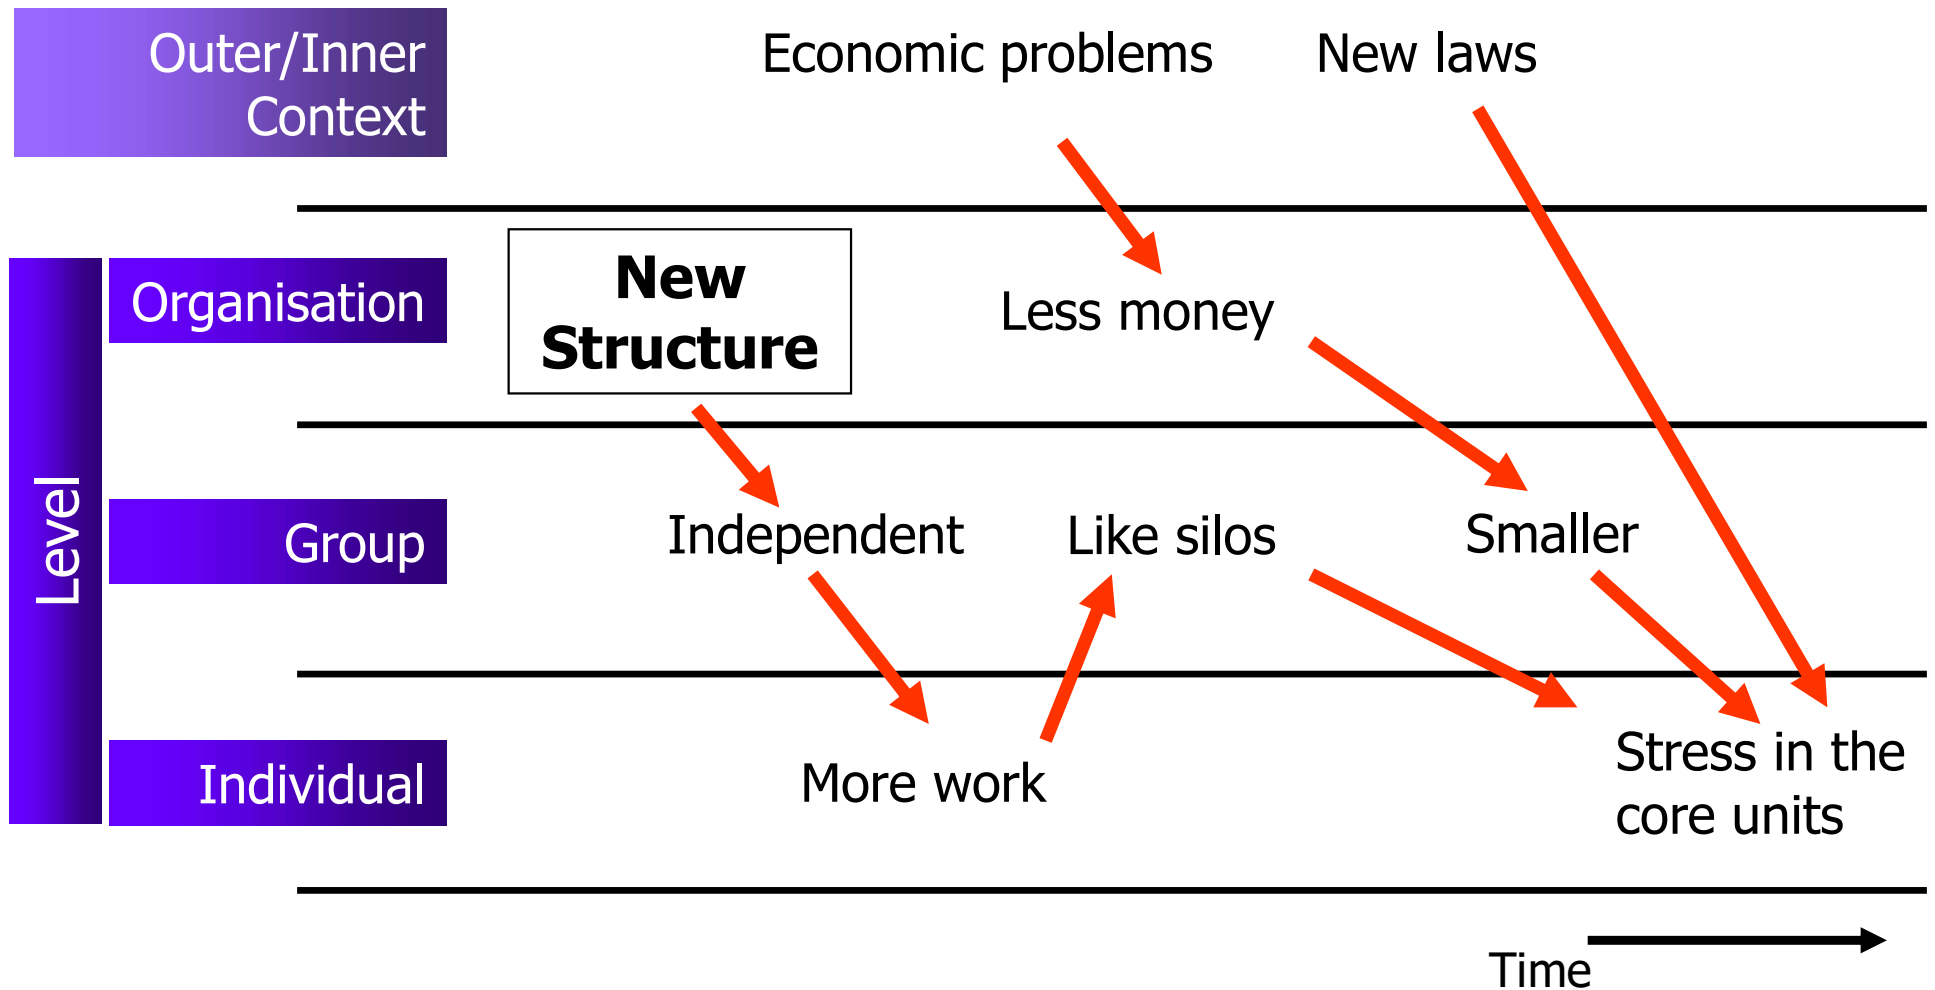 Outer/Inner
Context
Economic problems
New laws
Level
Organisation
New
Structure
Less money
Group
Independent
Like silos
Smaller
Individual
More work
Stress in the
core units
Time